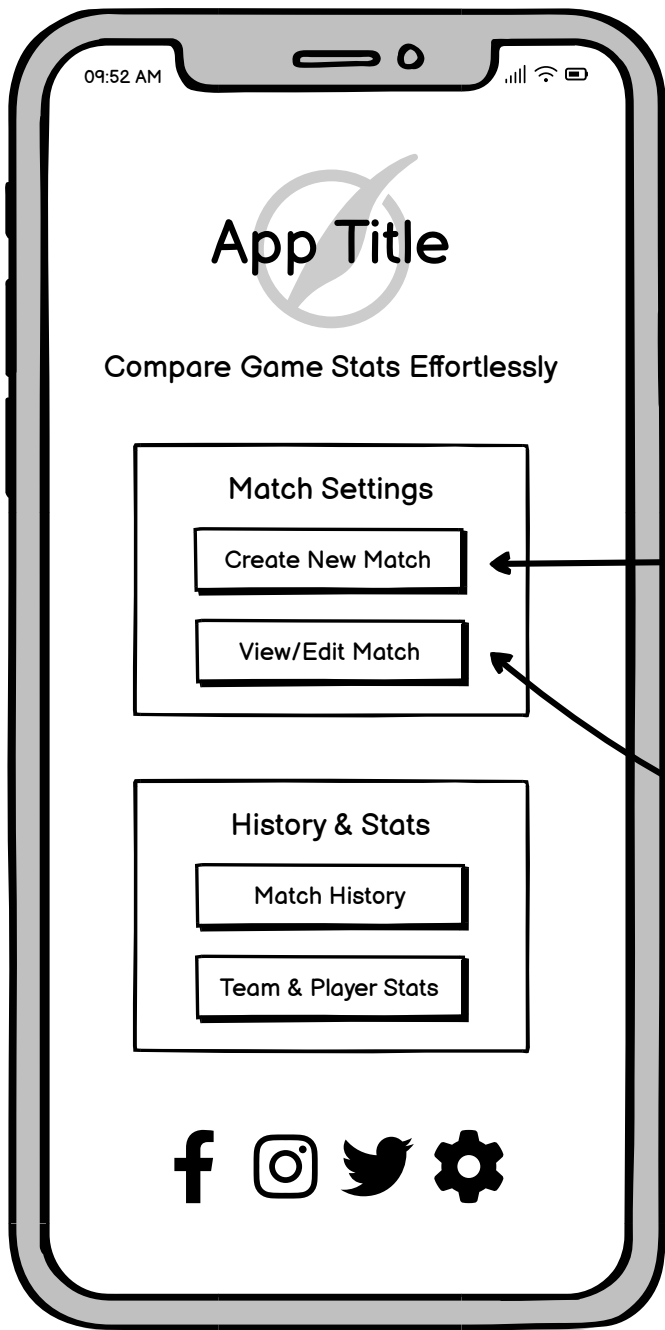 09:52 AM
App Title
Compare Game Stats Effortlessly
Match Settings
Create New Match
View/Edit Match
History & Stats
Match History
Team & Player Stats